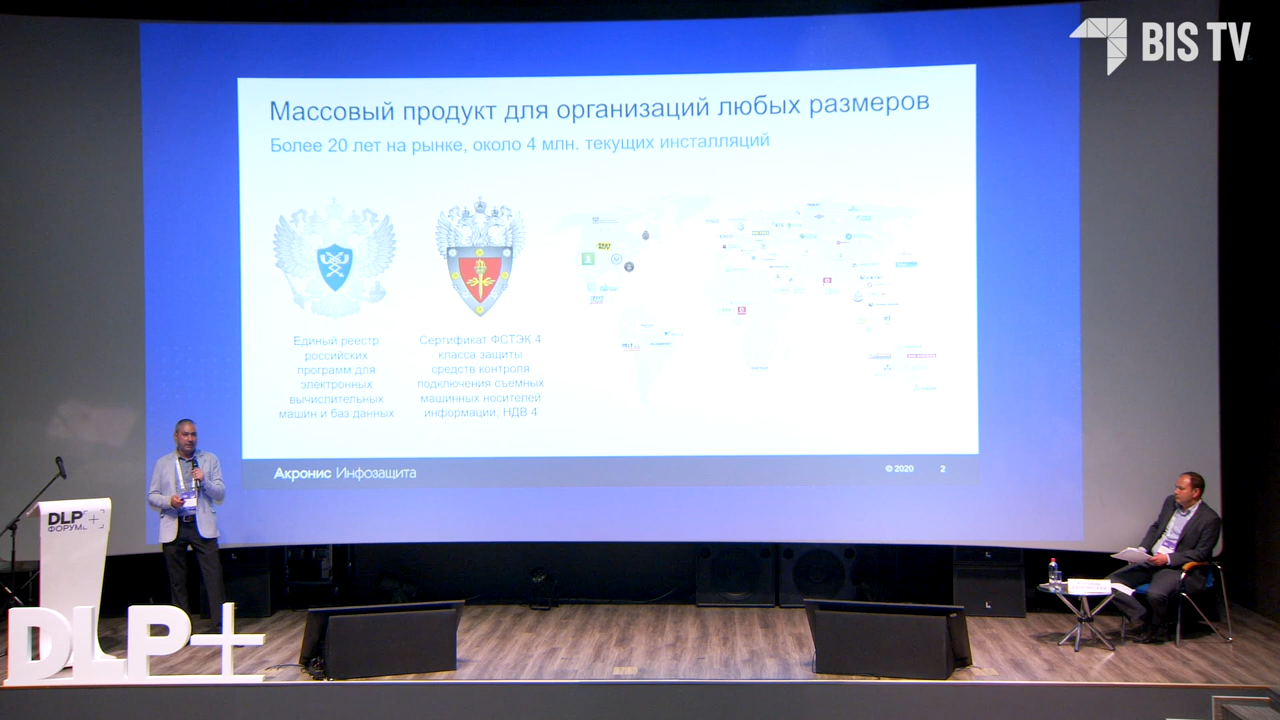 BIS TV
Массовый продукт для организаций любых размеров
Более 20 лет на рынке, около 4 млн. текущих инсталляций
Единый реестр
российских
программ для
электронных
вычислительных
машин и баз данных
Сертификат ФСТЭК 4
класса защиты
средств контроля
подключения съемных
машинных носителей
информации, НДВ 4
Акронис Инфозащита
© 2020
2
DLP+
ФОРУМ
DLP+